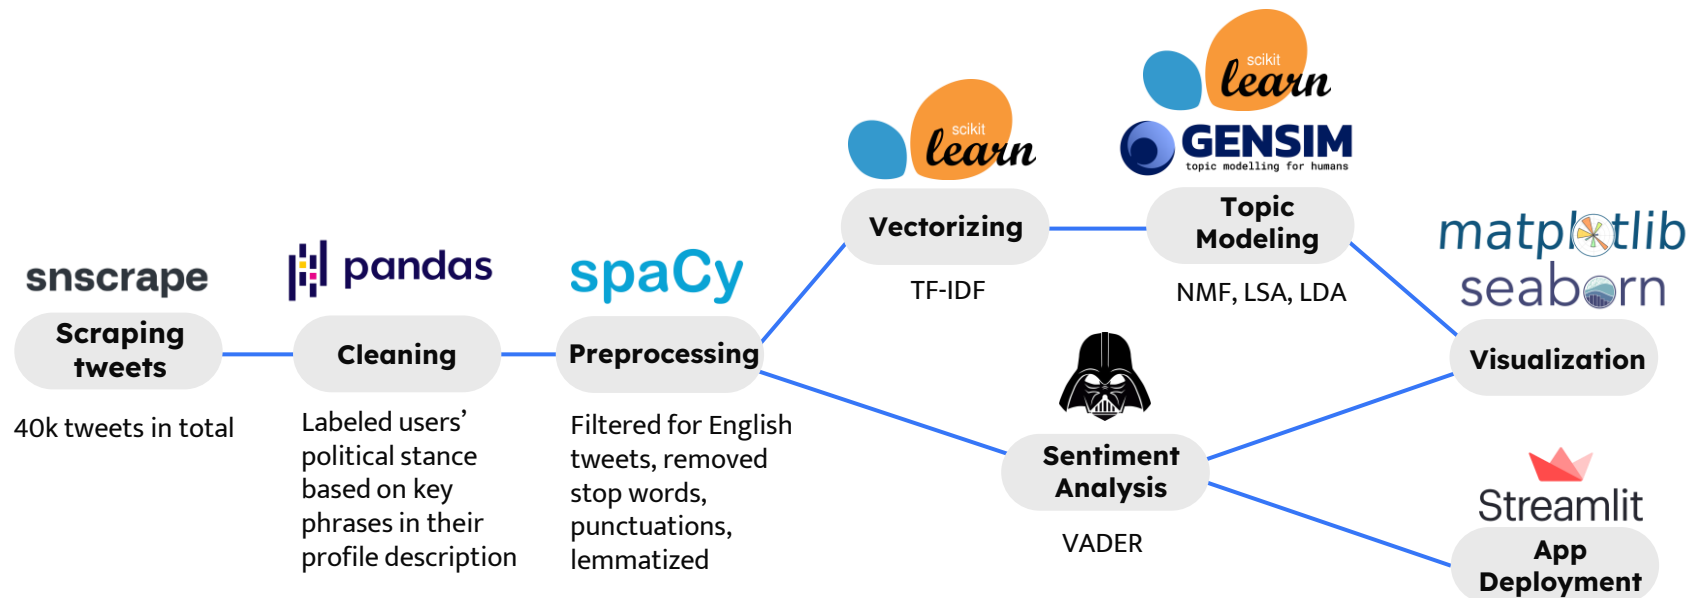 snscrape
Scraping
tweets
40k tweets in total
pandas
Cleaning
Labeled users’
political stance
based on key
phrases in their
profile description
spaCy
Preprocessing
Filtered for English
tweets, removed
stop words,
punctuations,
lemmatized
scikit
learn
Vectorizing
TF-IDF
scikit
learn
GENSIM
topic modelling for humans
Topic
Modeling
NMF, LSA, LDA
Sentiment
Analysis
VADER
matplotlib
seaborn
Visualization
Streamlit
App
Deployment